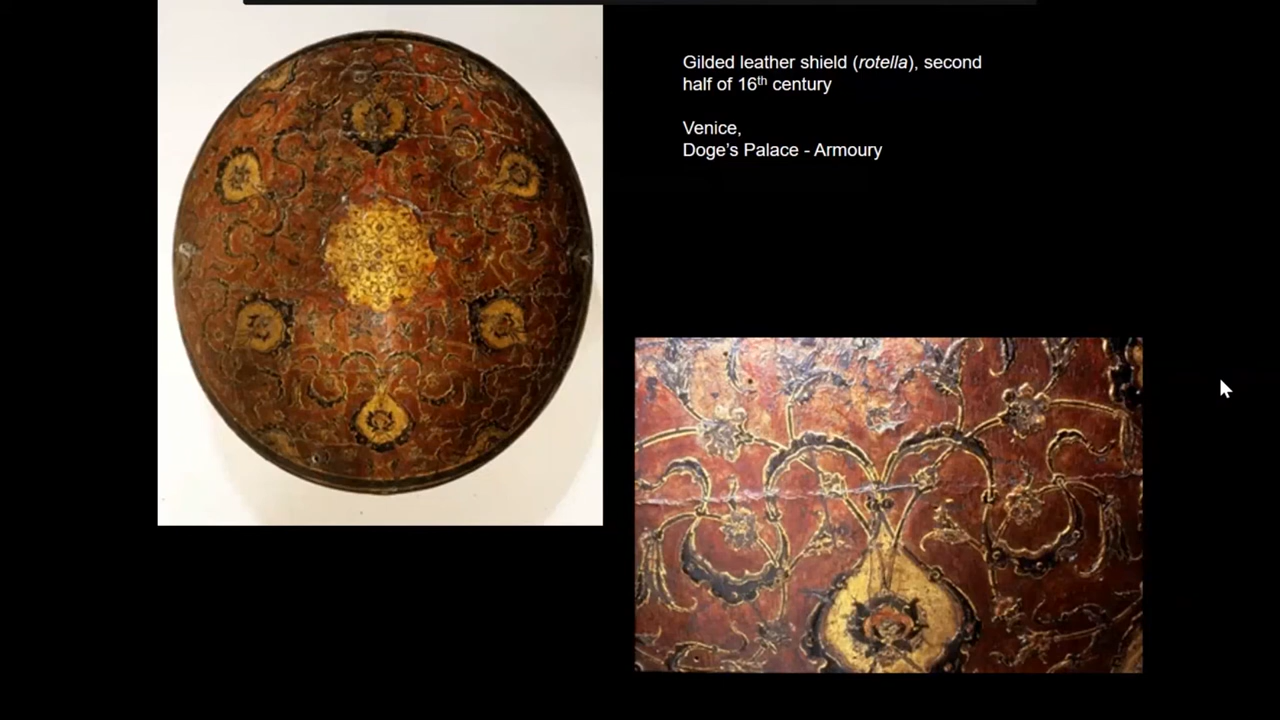 Gilded leather shield (rotella), second
half of 16th century
Venice,
Doge’s Palace - Armoury